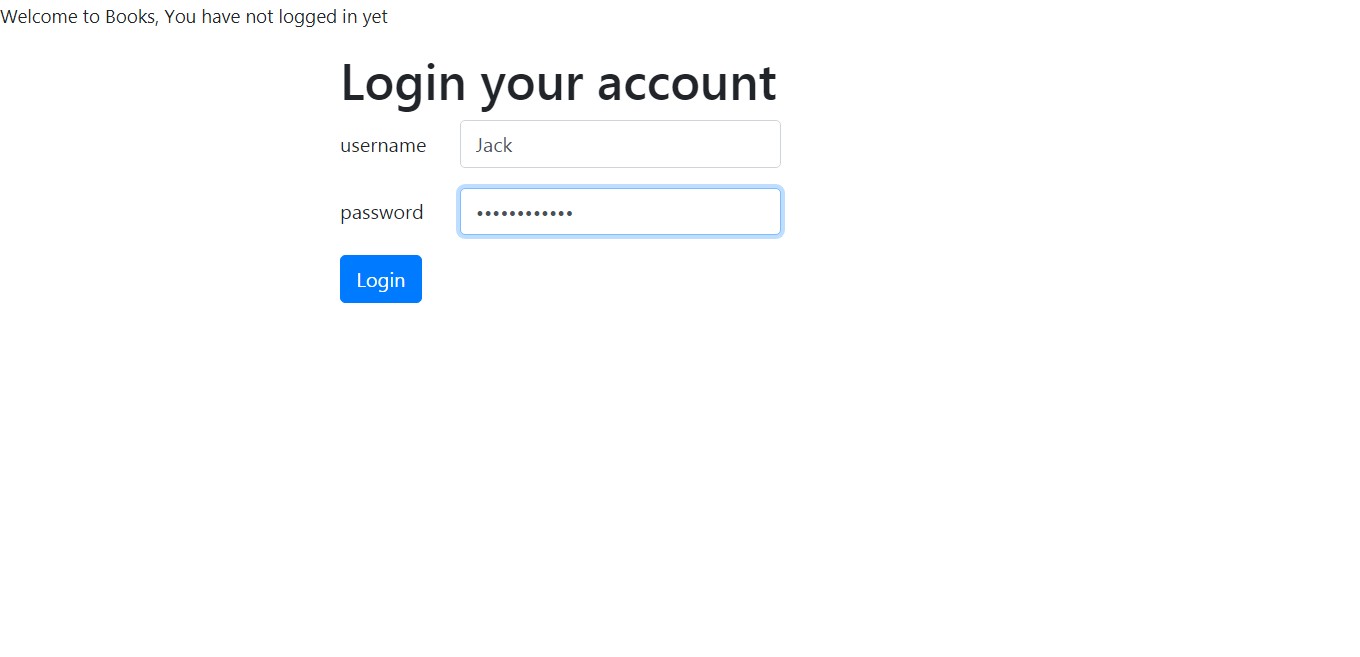 Welcome to Books, You have not logged in yet
Login your account
username
Jack
password
••••••••••••
Login